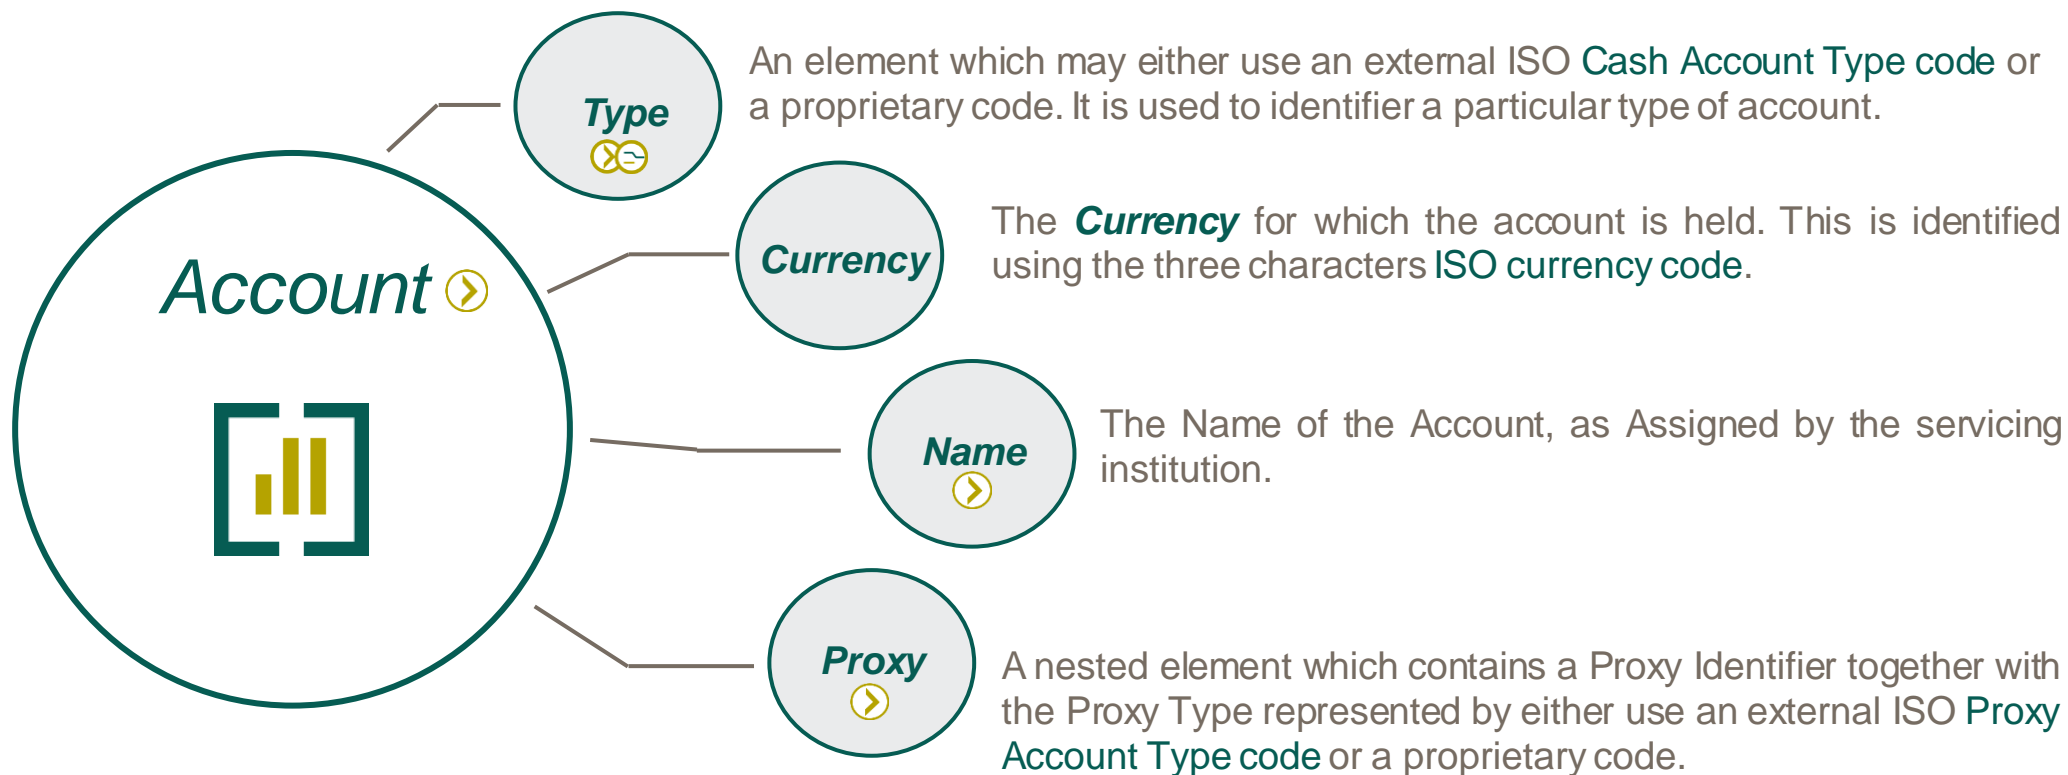 Account
Type
An element which may either use an external ISO Cash Account Type code or
a proprietary code. It is used to identifier a particular type of account.
Currency
The Currency for which the account is held. This is identified
using the three characters ISO currency code.
Name
The Name of the Account, as Assigned by the servicing
institution.
Proxy
A nested element which contains a Proxy Identifier together with
the Proxy Type represented by either use an external ISO Proxy
Account Type code or a proprietary code.